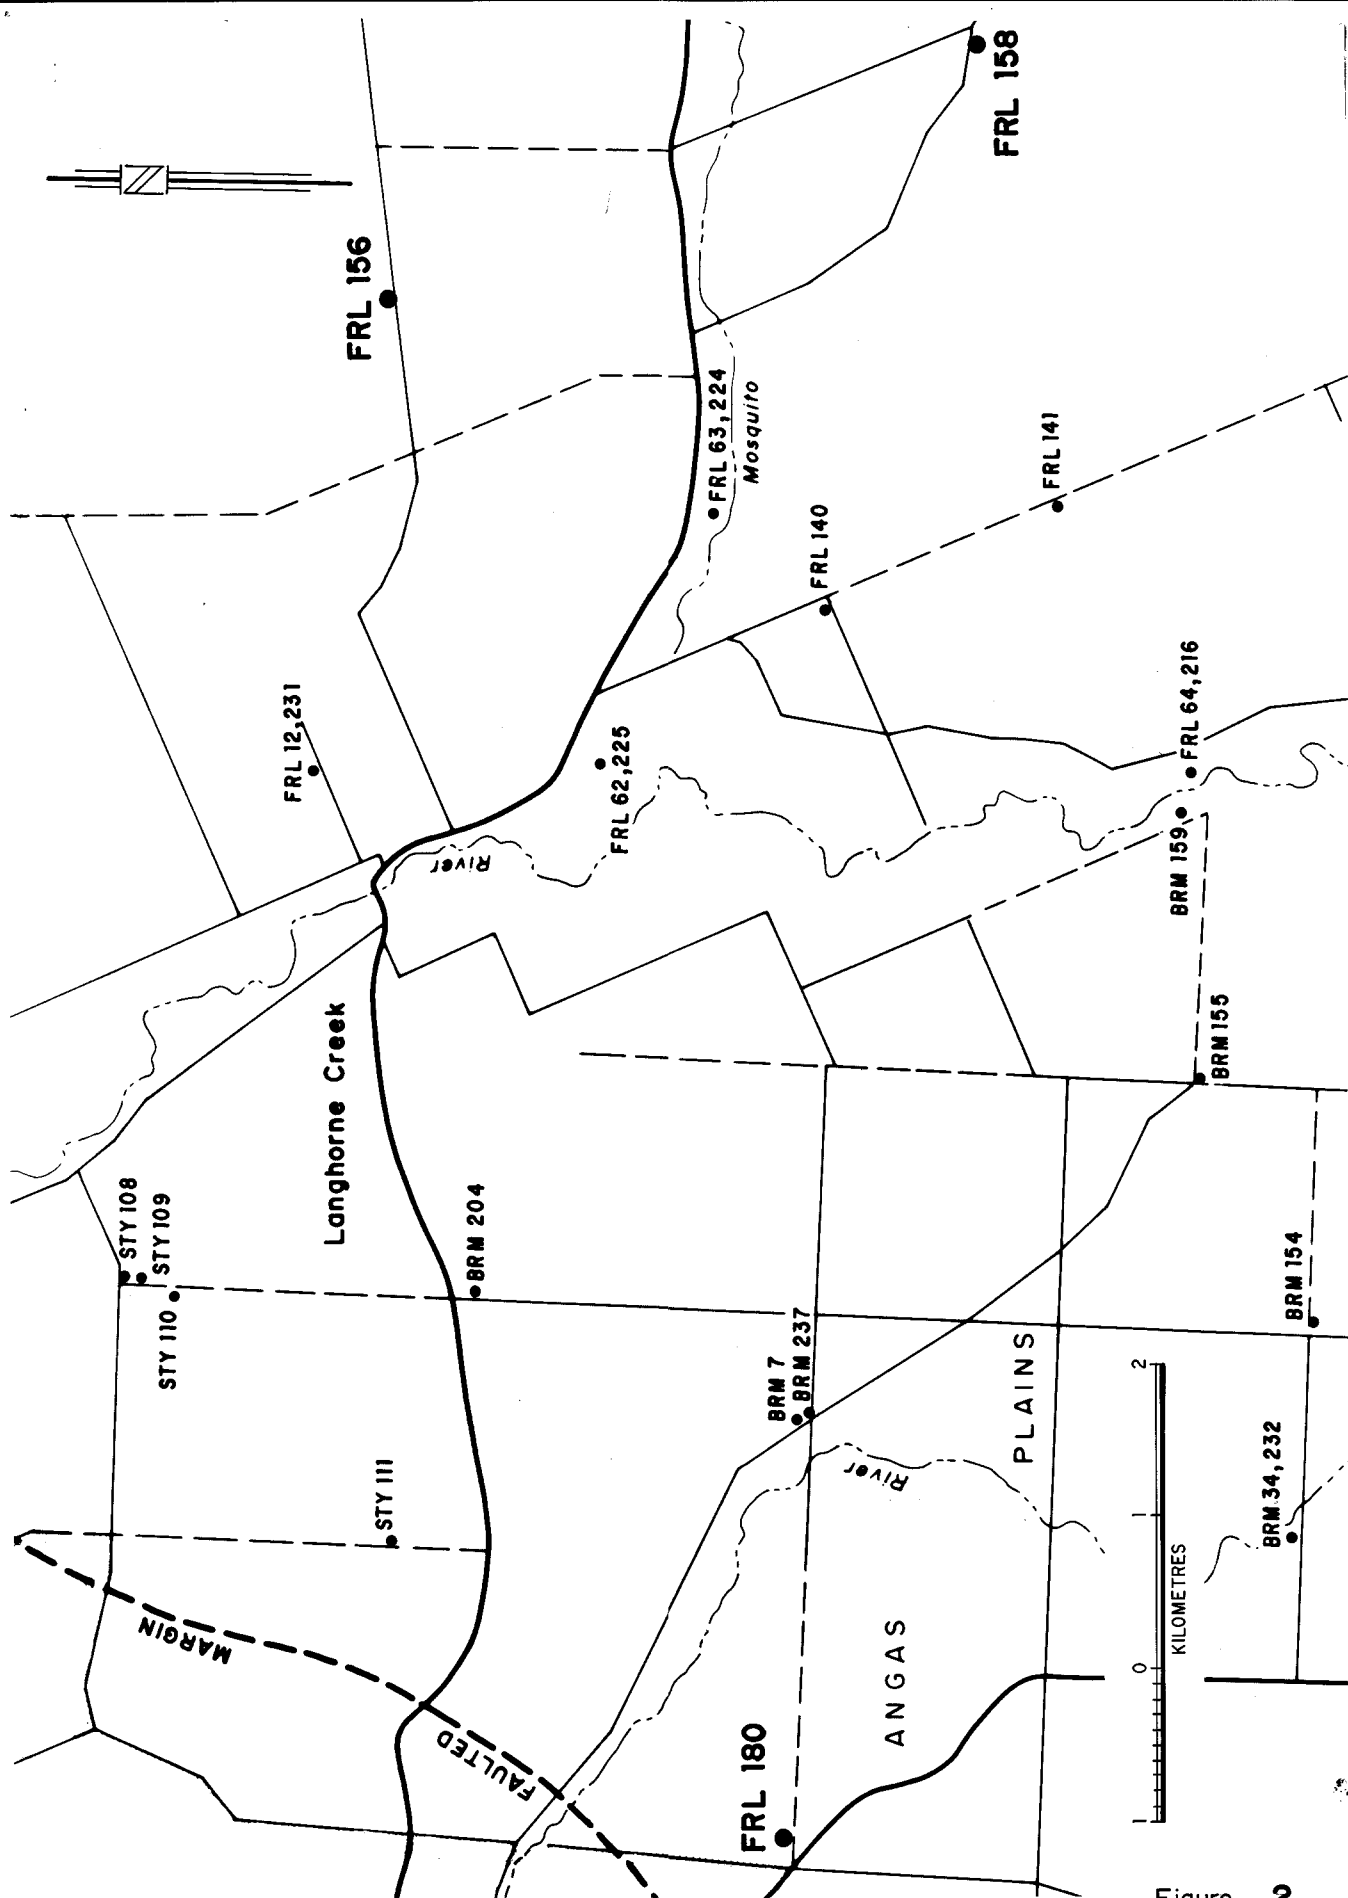 FRL 158
FRL 156
FRL 63,224
Mosquito
FRL 141
FRL 140
FRL 12,231
FRL 62,225
FRL 64,216
River
BRM 159
Langhorne Creek
BRM 155
STY 108
STY 109
STY 110
BRM 204
BRM 154
BRM 7
BRM 237
PLAINS
River
STY 111
BRM 34,232
MARGIN
FAULTED
ANGAS
FRL 180
1 0 1 2
KILOMETRES
Figure 2